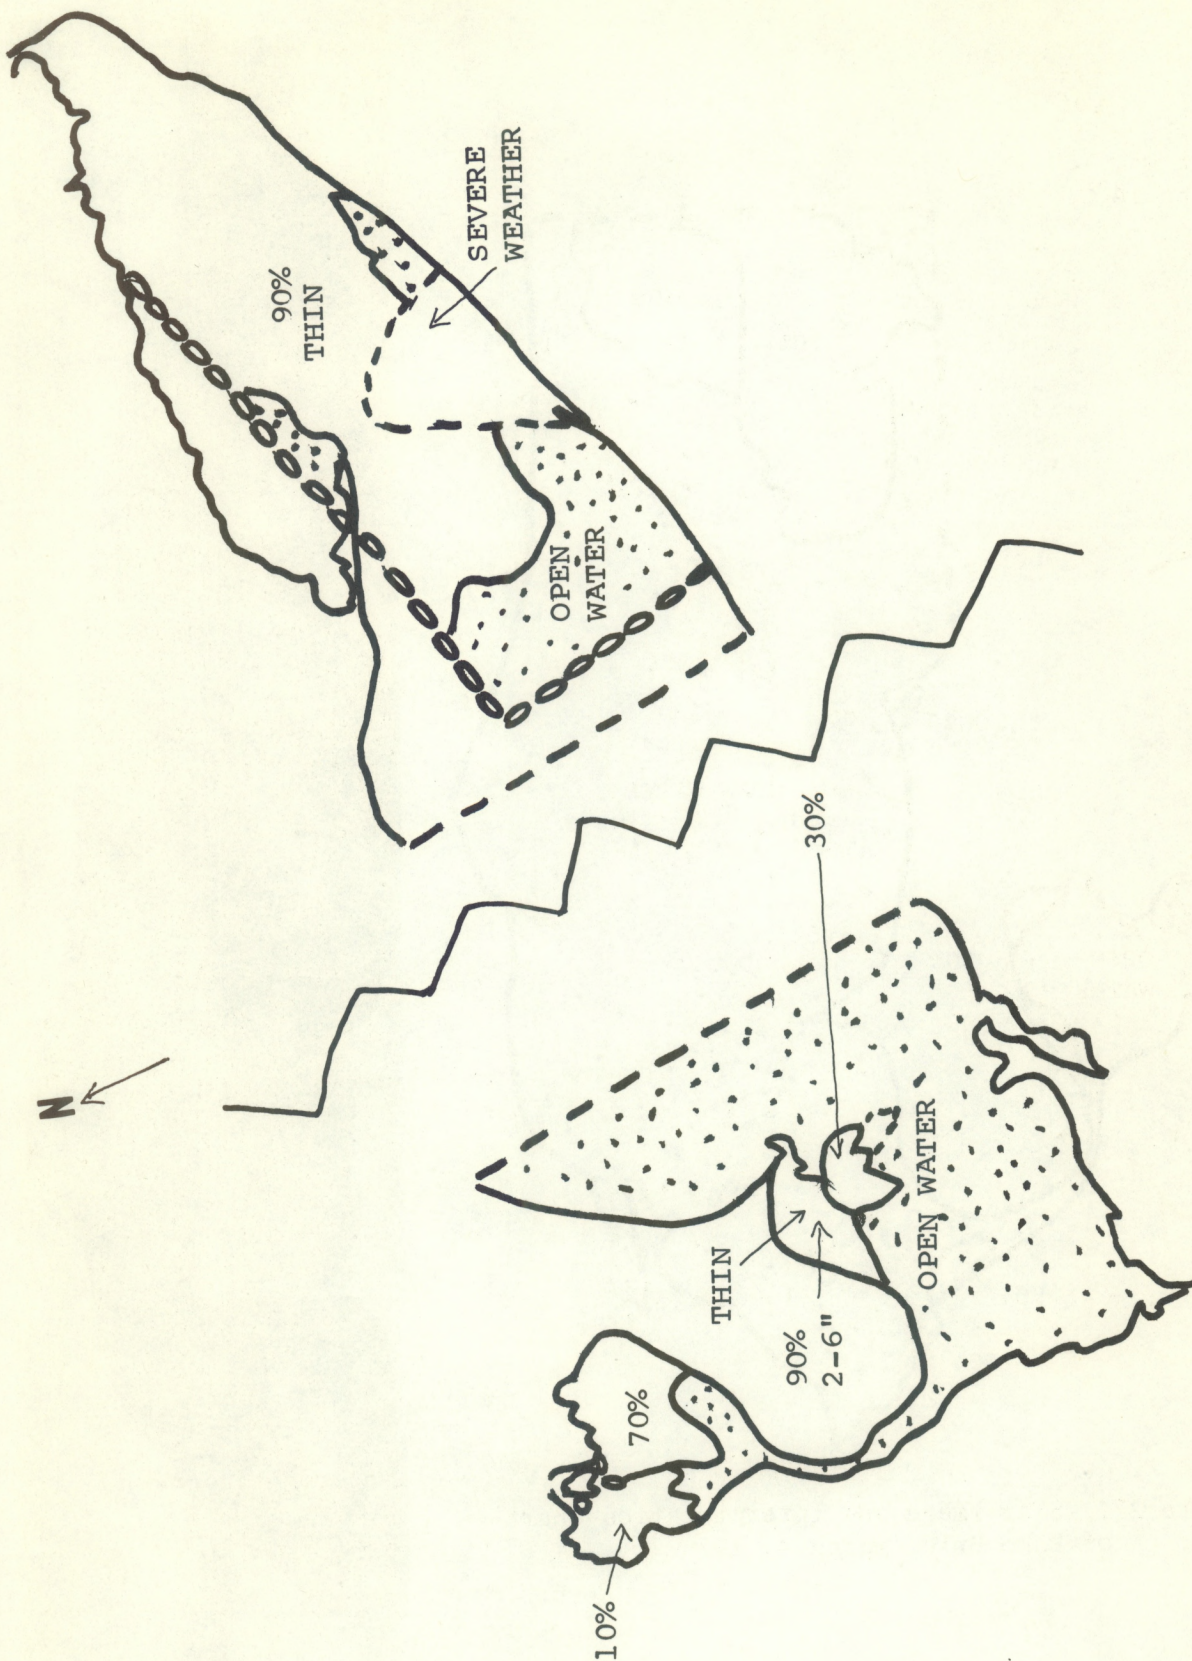 N
90%
THIN
SEVERE
WEATHER
OPEN
WATER
30%
THIN
90%
2-6"
OPEN WATER
70%
10%